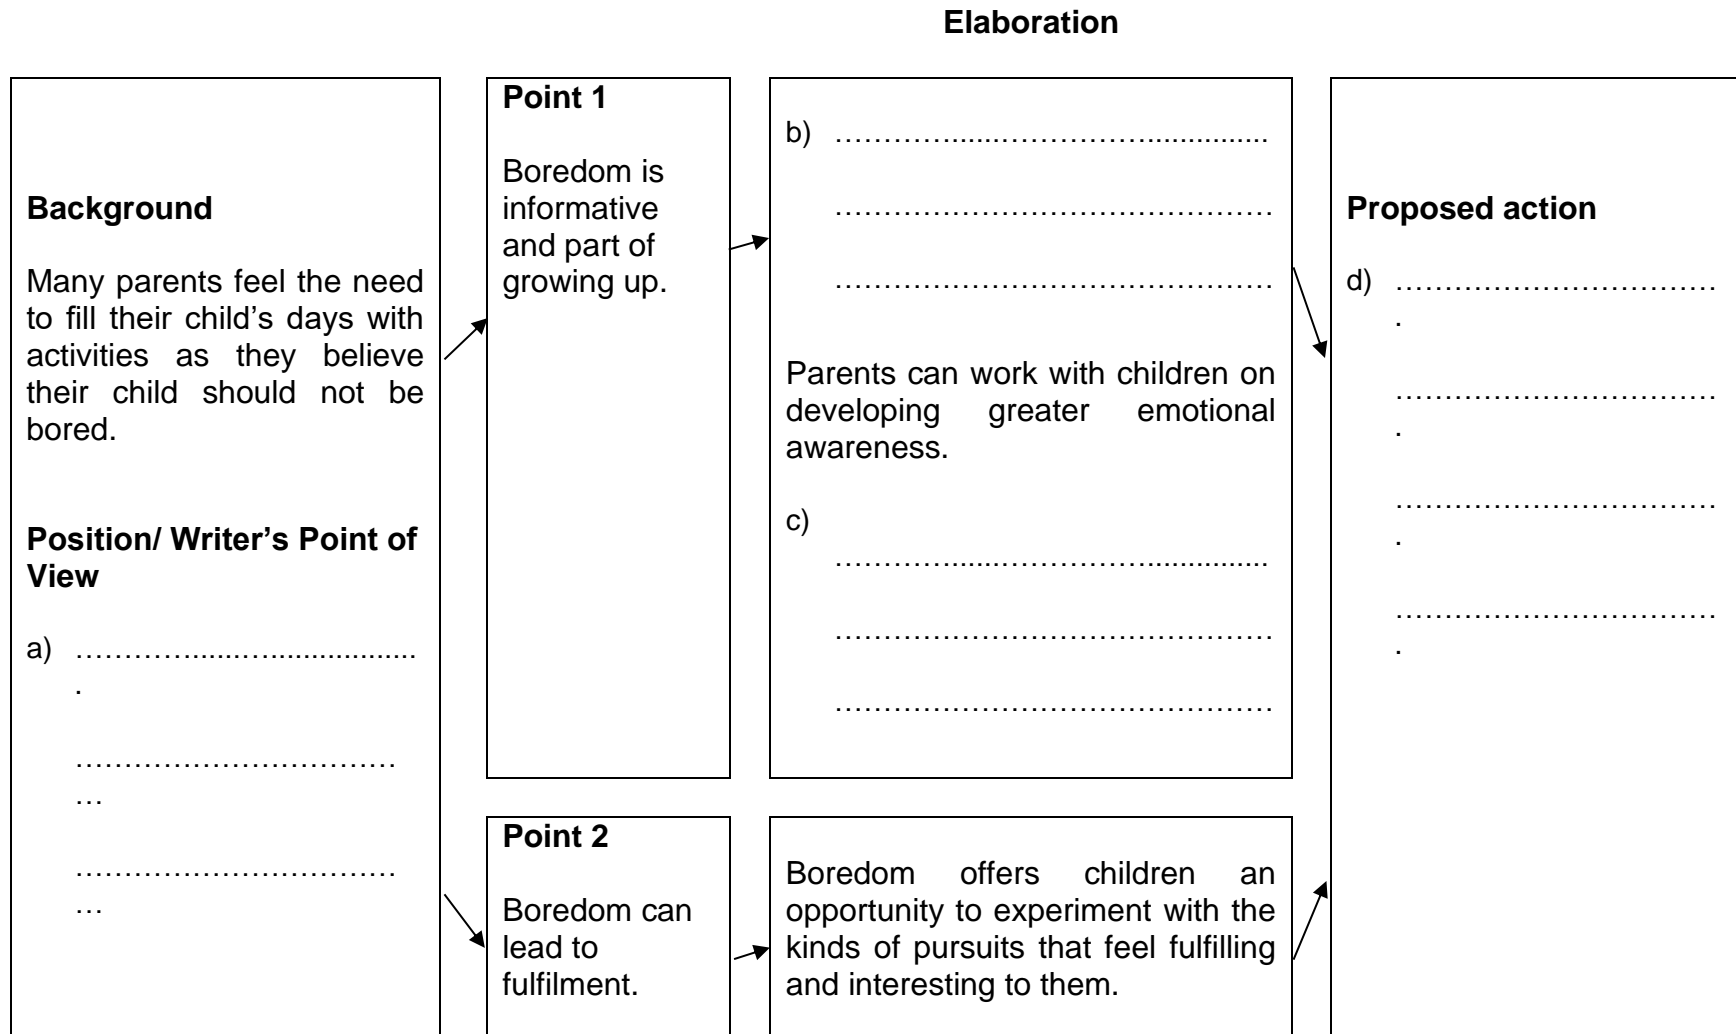 Elaboration
Background
Many parents feel the need
to fill their child’s days with
activities as they believe
their child should not be
bored.
Position/ Writer’s Point of
View
a) …………......…..................
.
……………………………
…
……………………………
…
Point 1
Boredom is
informative
and part of
growing up.
b) …………......……………...............
………………………………………
………………………………………
Parents can work with children on
developing greater emotional
awareness.
c)
…………......……………...............
………………………………………
………………………………………
Point 2
Boredom can
lead to
fulfilment.
Boredom offers children an
opportunity to experiment with the
kinds of pursuits that feel fulfilling
and interesting to them.
Proposed action
d) ……………………………
.
……………………………
.
……………………………
.
……………………………
.